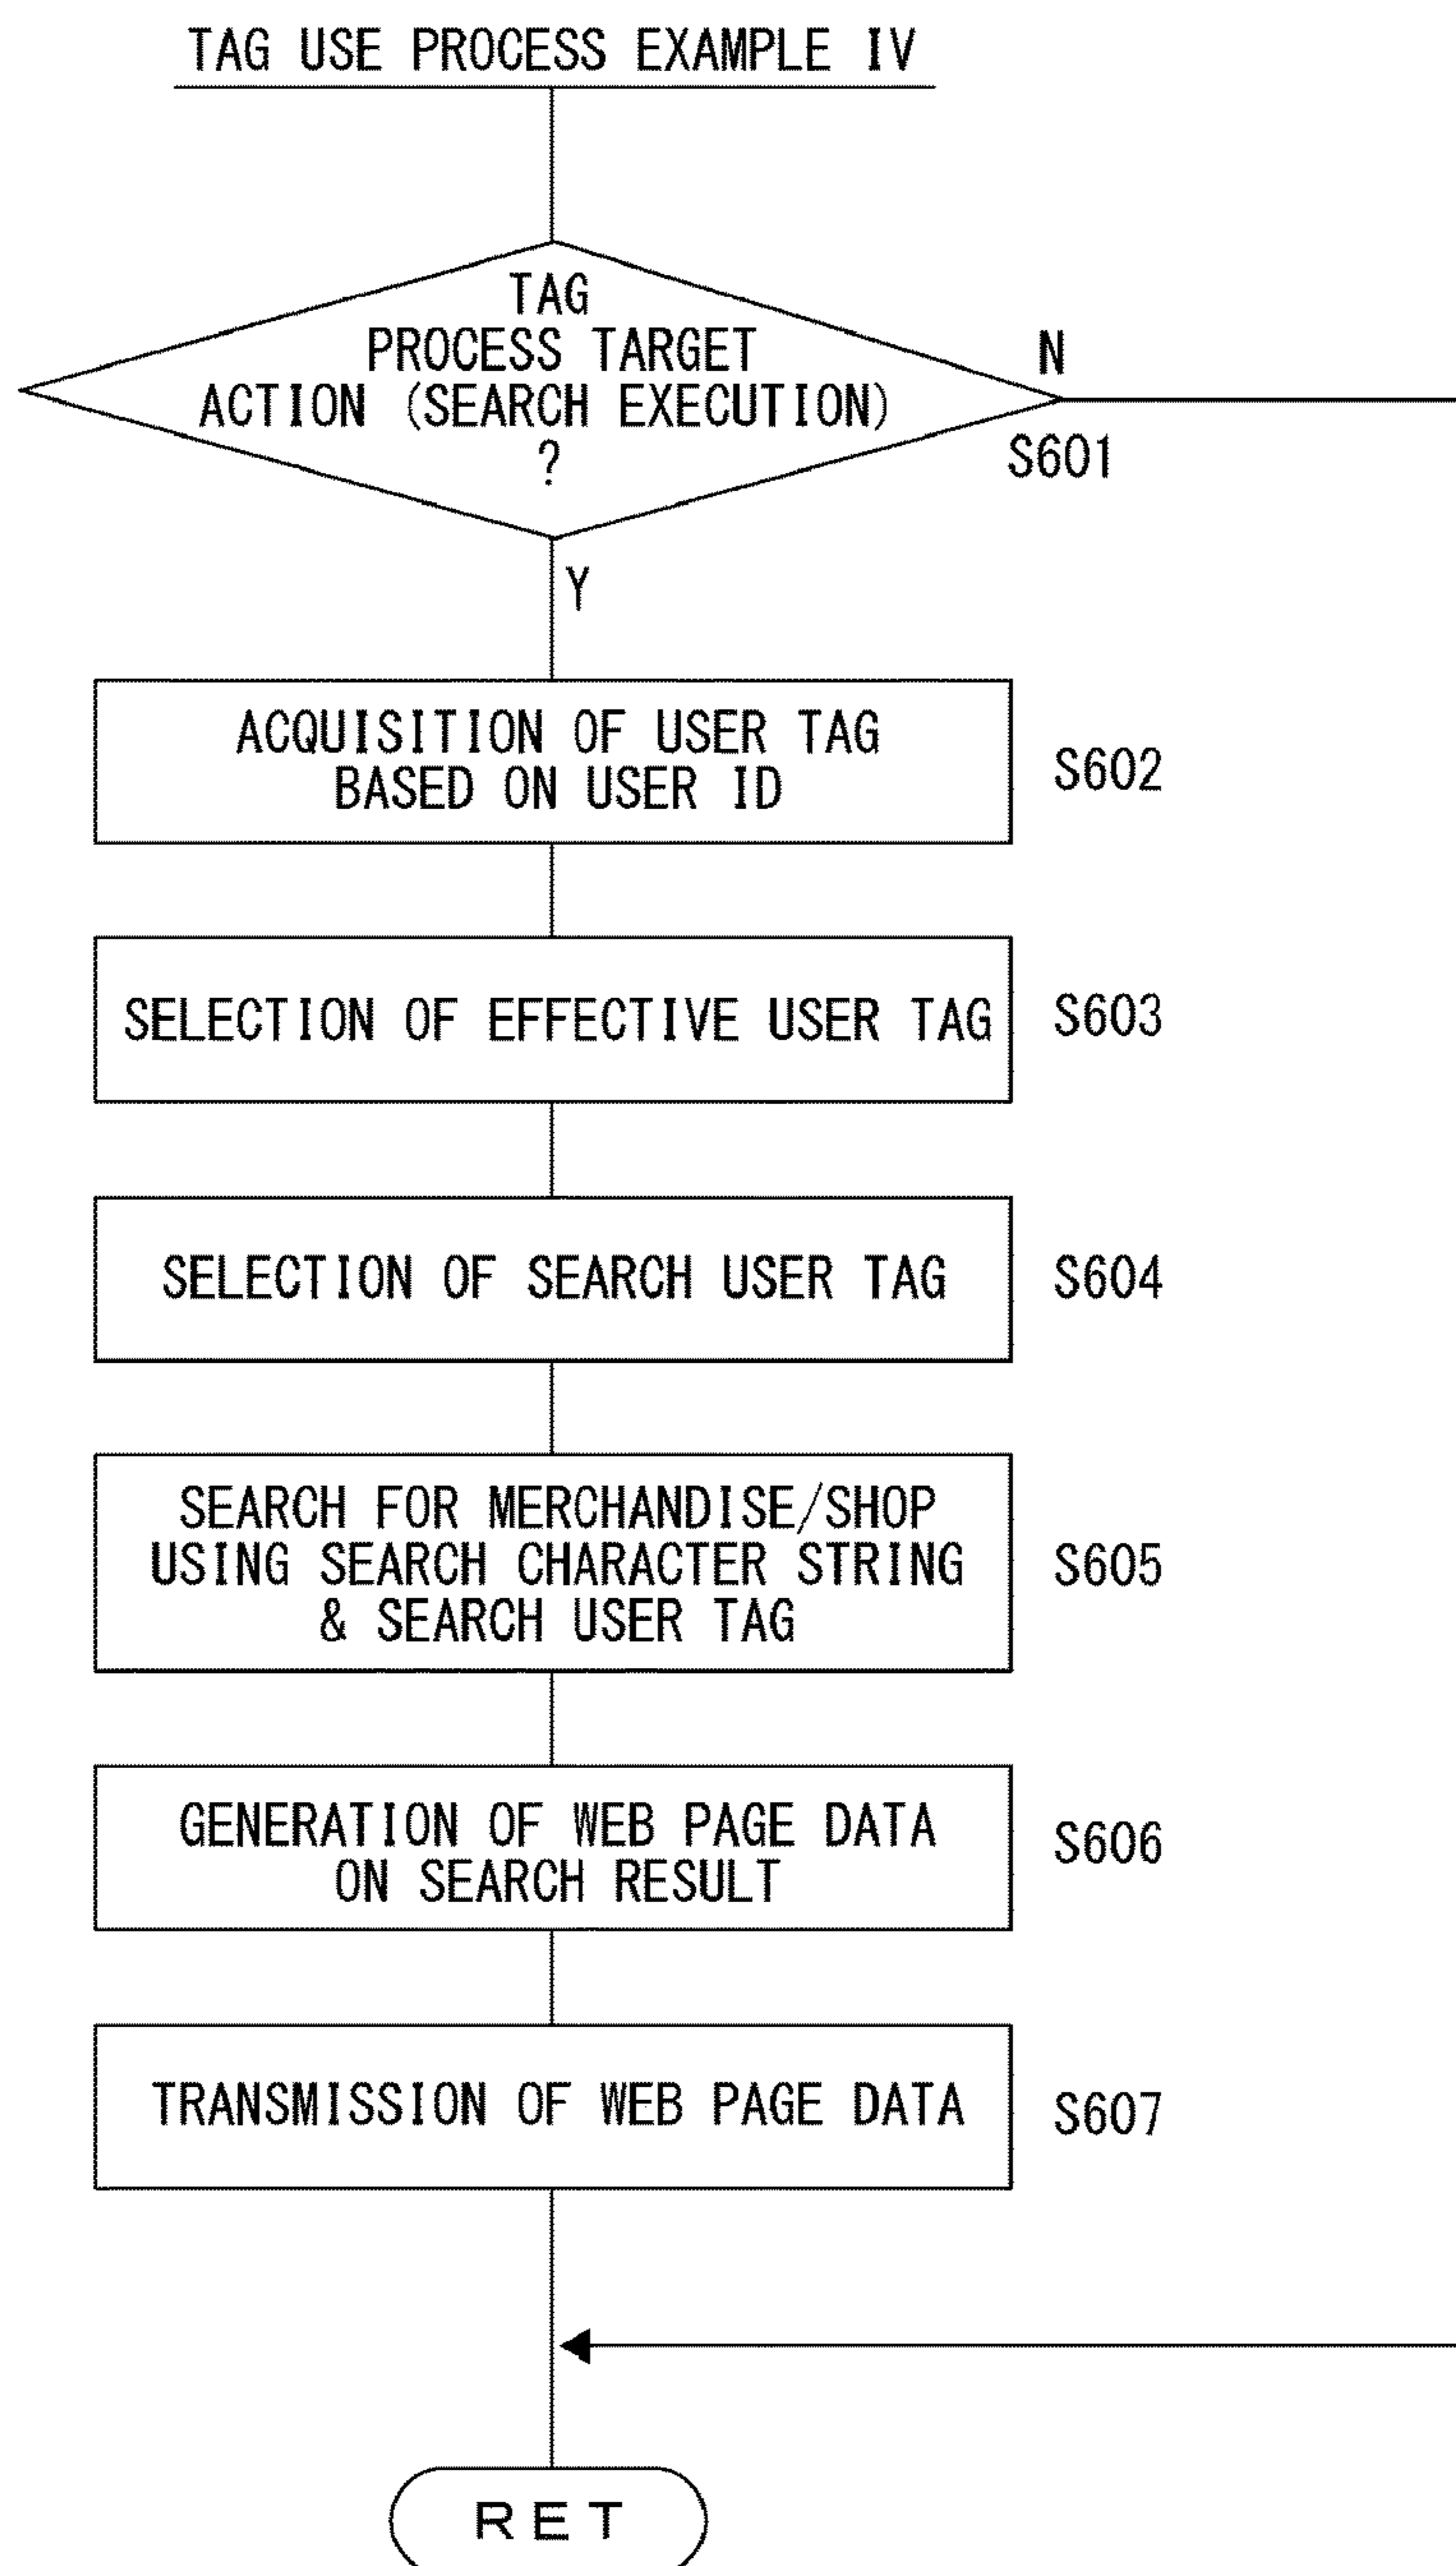 TAG USE PROCESS EXAMPLE IV
TAG
PROCESS TARGET
ACTION (SEARCH EXECUTION)
?
N
S601
Y
ACQUISITION OF USER TAG
BASED ON USER ID
S602
SELECTION OF EFFECTIVE USER TAG
S603
SELECTION OF SEARCH USER TAG
S604
SEARCH FOR MERCHANDISE/SHOP
USING SEARCH CHARACTER STRING
& SEARCH USER TAG
S605
GENERATION OF WEB PAGE DATA
ON SEARCH RESULT
S606
TRANSMISSION OF WEB PAGE DATA
S607
RET